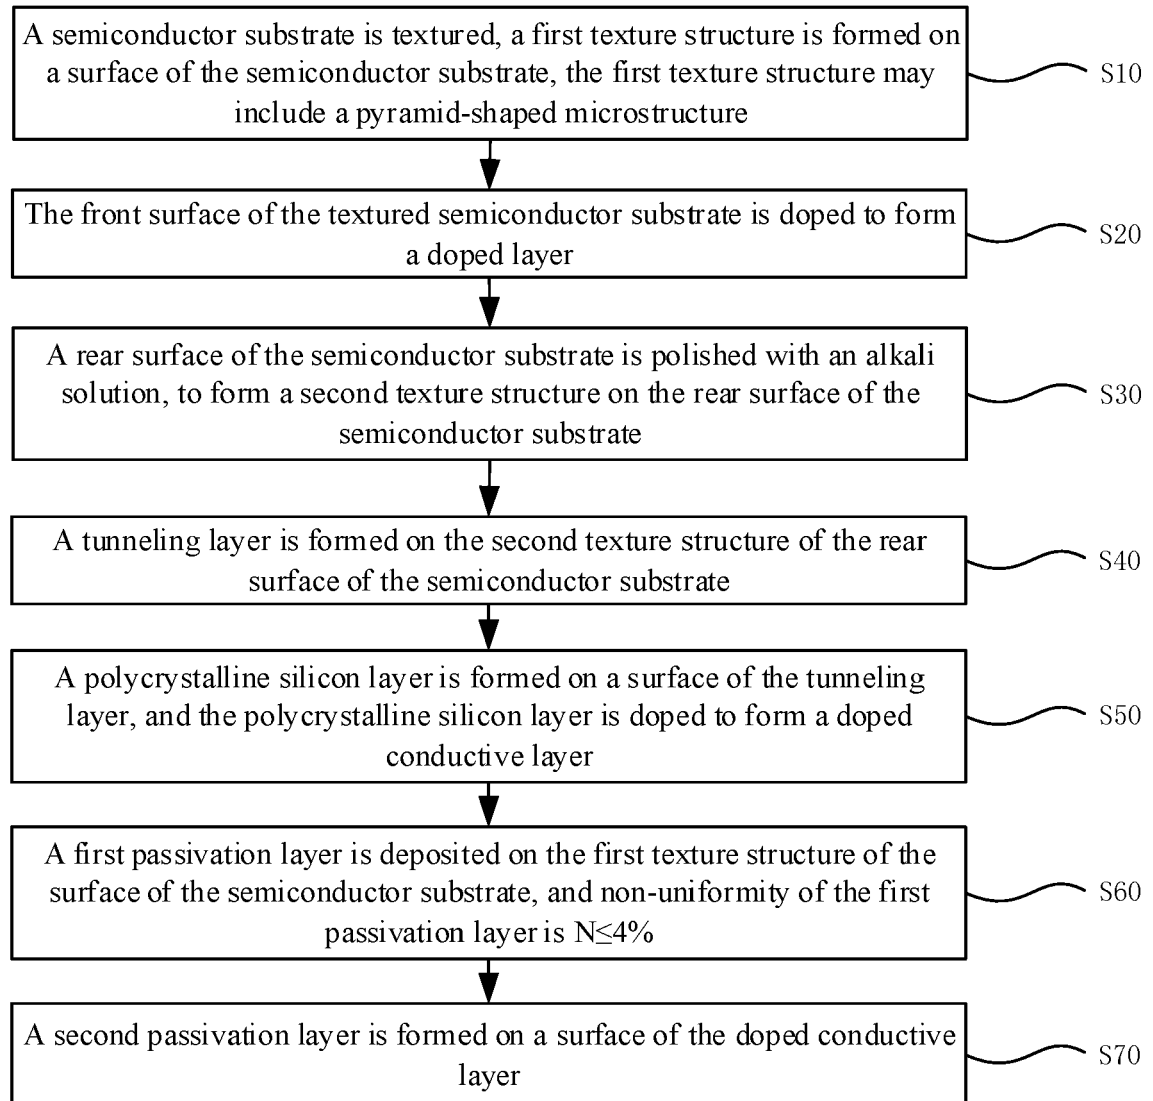 A semiconductor substrate is textured, a first texture structure is formed on
a surface of the semiconductor substrate, the first texture structure may
include a pyramid-shaped microstructure
S10
The front surface of the textured semiconductor substrate is doped to form
a doped layer
S20
A rear surface of the semiconductor substrate is polished with an alkali
solution, to form a second texture structure on the rear surface of the
semiconductor substrate
S30
A tunneling layer is formed on the second texture structure of the rear
surface of the semiconductor substrate
S40
A polycrystalline silicon layer is formed on a surface of the tunneling
layer, and the polycrystalline silicon layer is doped to form a doped
conductive layer
S50
A first passivation layer is deposited on the first texture structure of the
surface of the semiconductor substrate, and non-uniformity of the first
passivation layer is N≤4%
S60
A second passivation layer is formed on a surface of the doped conductive
layer
S70